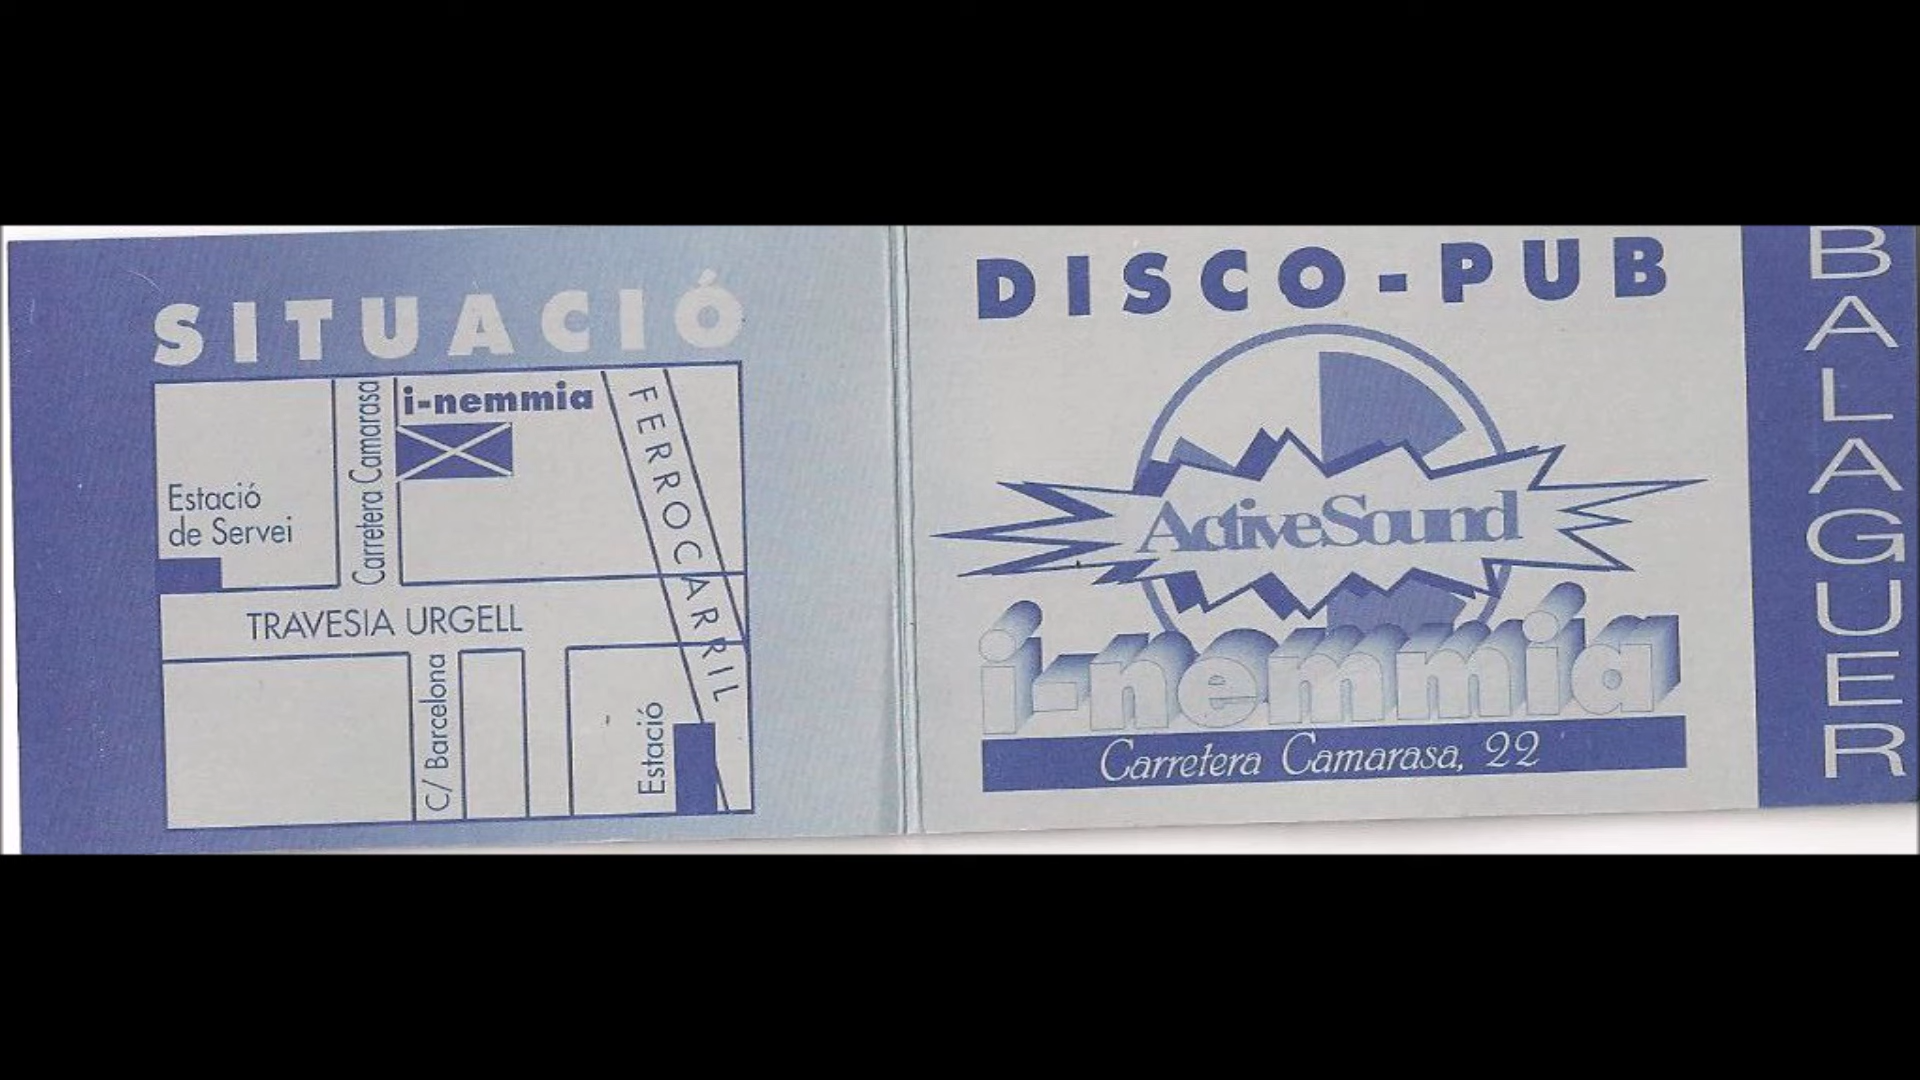 SITUACIÓ
i-nemmia
Carretera Camarasa
FERROCARRIL
Estació
de Servei
TRAVESIA URGELL
C/ Barcelona
Estació
DISCO-PUB
ActiveSound
i-nemmia
Carretera Camarasa, 22
BALAGUER